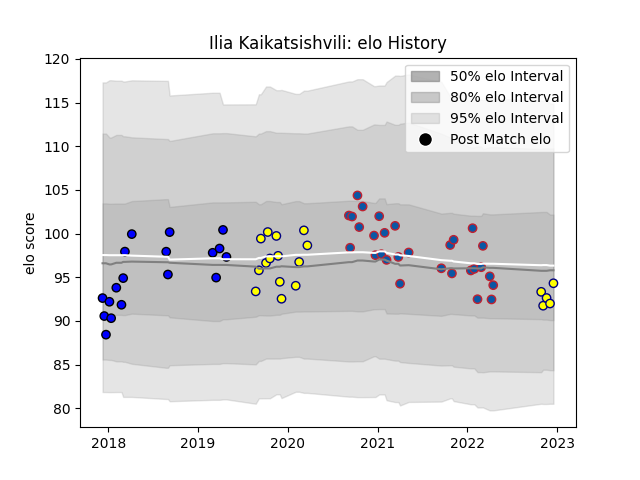 Ilia Kaikatsishvili: elo History
50% elo Interval
80% elo Interval
95% elo Interval
Post Match elo
elo score
120
115
110
105
100
95
90
85
80
2018 2019 2020 2021 2022 2023